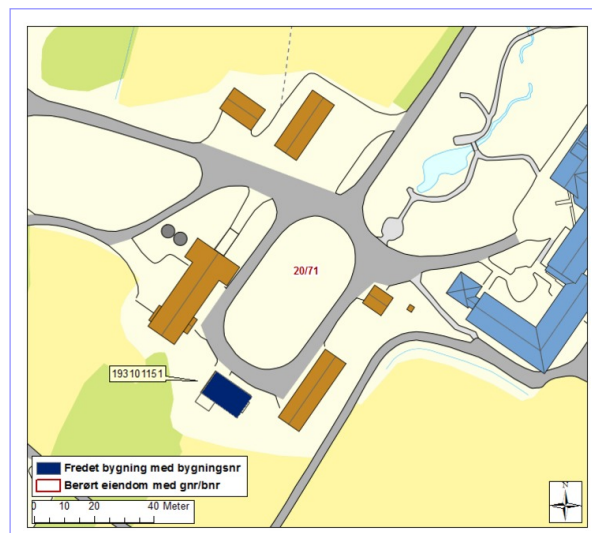 20/71
193101151
Fredet bygning med bygningsnr
Berørt eiendom med gnr/bnr
0 10 20 40 Meter
N